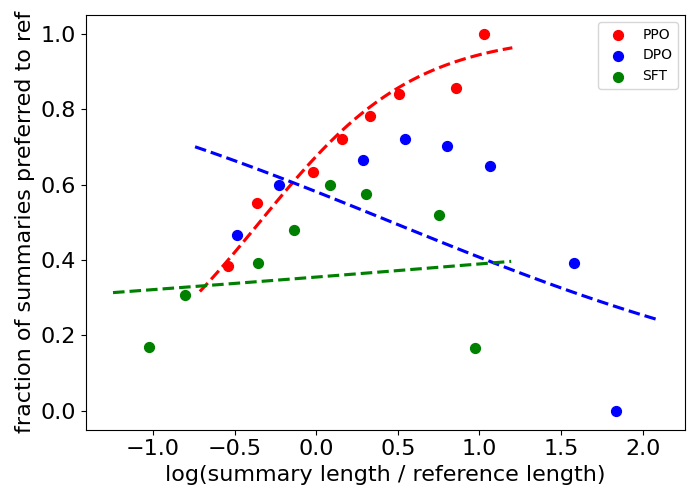 fraction of summaries preferred to ref
1.0
0.8
0.6
0.4
0.2
0.0
PPO
DPO
SFT
−1.0 −0.5 0.0 0.5 1.0 1.5 2.0
log(summary length / reference length)